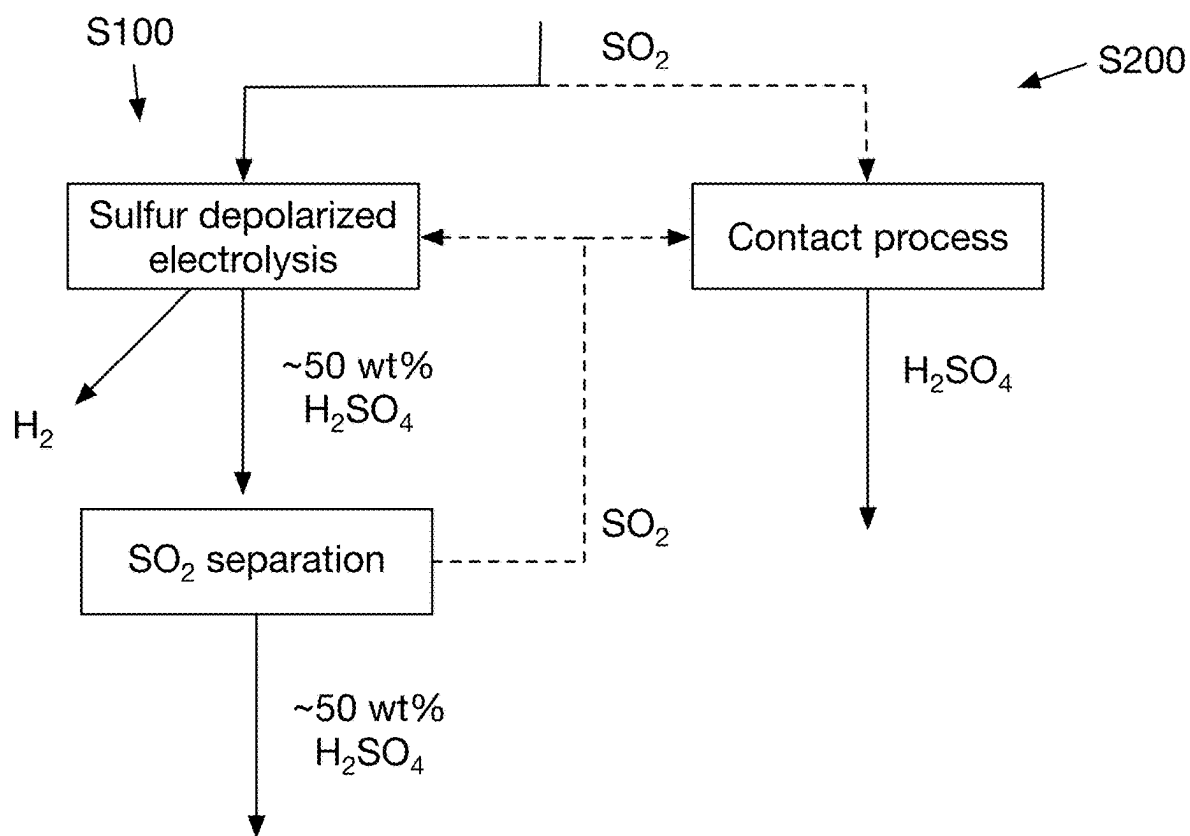 S100
SO₂
S200
Sulfur depolarized
electrolysis
Contact process
~50 wt%
H₂SO₄
H₂SO₄
H₂
SO₂
SO₂ separation
~50 wt%
H₂SO₄